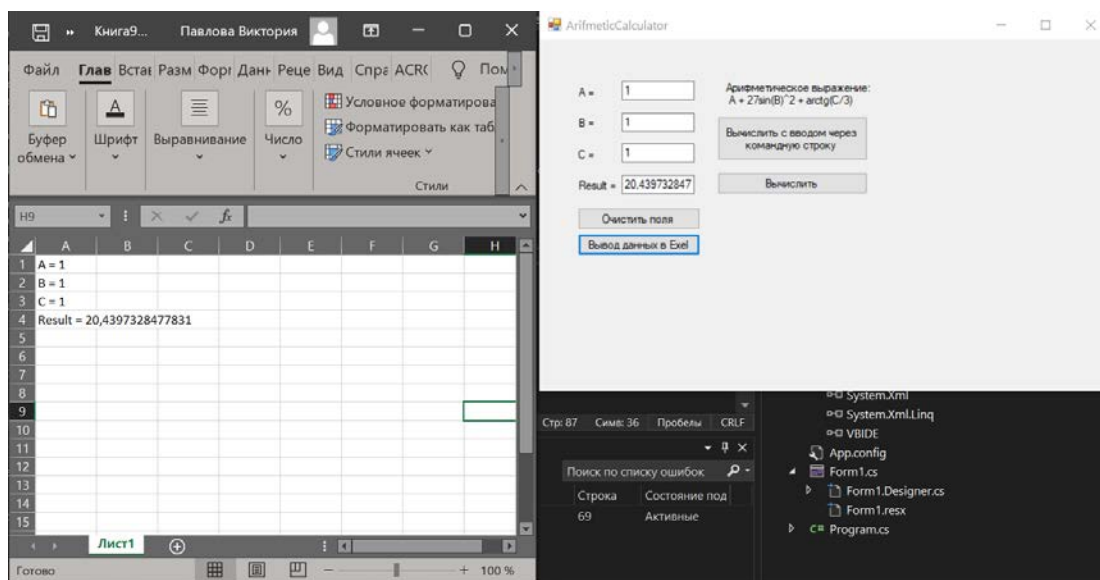 Книга9... Павлова Виктория
Файл Глав Встав Разм Форг Данн Реце Вид Спра ACR( Пом
Буфер обмена
Шрифт
Выравнивание
%
Число
Условное форматирова
Форматировать как таб
Стили ячеек
Стили
H9
fx
A B C D E F G H
1 A = 1
2 B = 1
3 C = 1
4 Result = 20,4397328477831
5
6
7
8
9
10
11
12
13
14
15
Лист1
Готово
100 %
ArifmeticCalculator
A = 1
B = 1
C = 1
Result = 20,439732847
Арифметическое выражение:
A + 27sin(B)^2 + arctg(C/3)
Вычислить с вводом через
командную строку
Вычислить
Очистить поля
Вывод данных в Exel
Стр: 87 Симв: 36 Пробелы CRLF
Поиск по списку ошибок
Строка Состояние под
69 Активные
System.Xml
System.Xml.Linq
VBIDE
App.config
Form1.cs
Form1.Designer.cs
Form1.resx
C# Program.cs